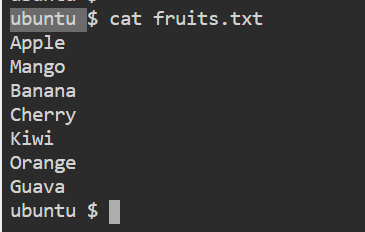 ubuntu $ cat fruits.txt
Apple
Mango
Banana
Cherry
Kiwi
Orange
Guava
ubuntu $